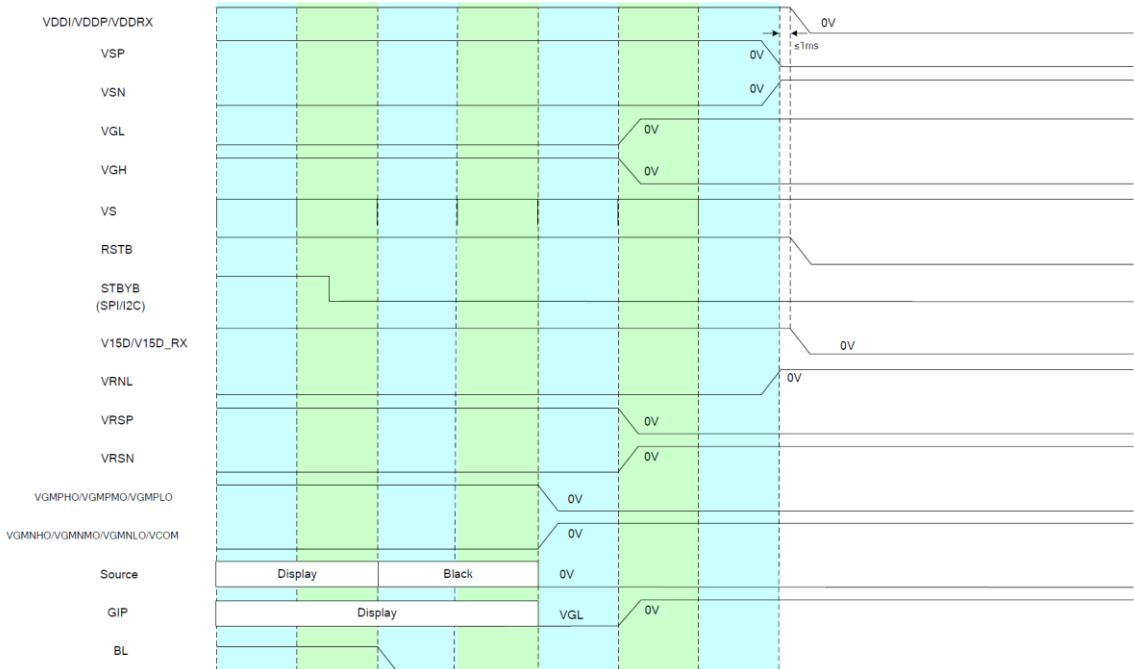 VDDI/VDDP/VDDRX
0V
≤1ms
VSP
0V
VSN
0V
VGL
0V
VGH
0V
VS
RSTB
STBYB
(SPI/I2C)
V15D/V15D_RX
0V
VRNL
0V
VRSP
0V
VRSN
0V
VGMPHO/VGMPMO/VGMPLO
0V
VGMNHO/VGMNMO/VGMNLO/VCOM
0V
Source
Display
Black
0V
GIP
Display
VGL
0V
BL